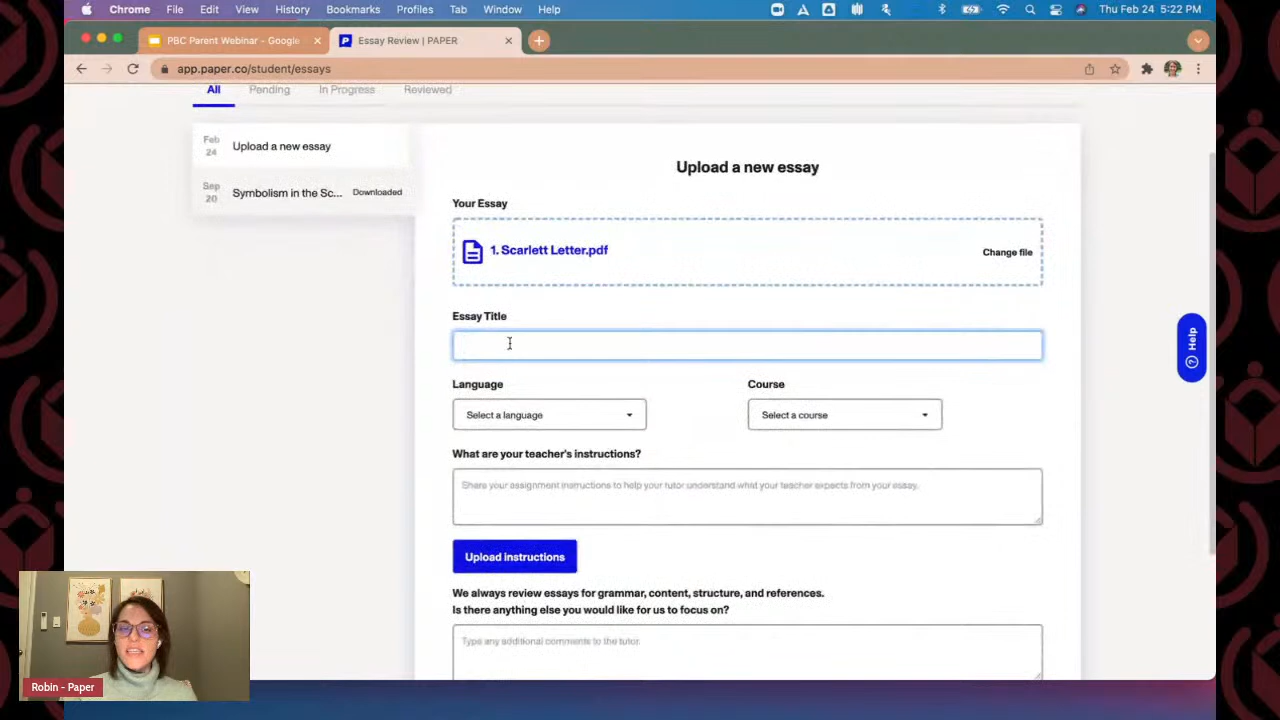 Chrome File Edit View History Bookmarks Profiles Tab Window Help Thu Feb 24 5:22 PM
PBC Parent Webinar - Google Essay Review | PAPER
app.paper.co/student/essays
All Pending In Progress Reviewed
Feb 24 Upload a new essay
Sep 20 Symbolism in the Sc... Downloaded
Upload a new essay
Your Essay
1. Scarlett Letter.pdf Change file
Essay Title
Language Course
Select a language Select a course
What are your teacher's instructions?
Share your assignment instructions to help your tutor understand what your teacher expects from your essay.
Upload instructions
We always review essays for grammar, content, structure, and references.
Is there anything else you would like for us to focus on?
Type any additional comments to the tutor.
Help
Robin - Paper